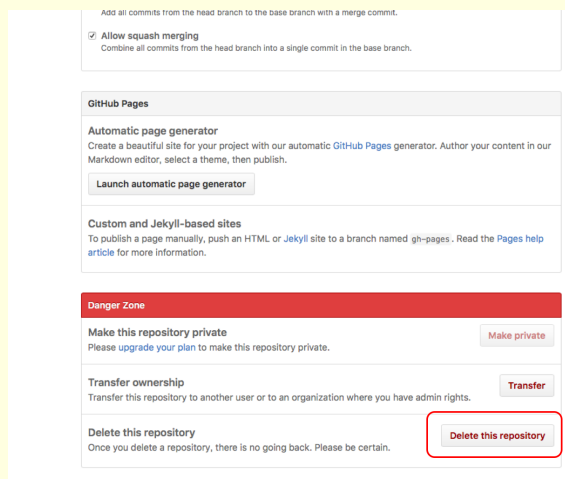 Add all commits from the head branch to the base branch with a merge commit.
Allow squash merging
Combine all commits from the head branch into a single commit in the base branch.
GitHub Pages
Automatic page generator
Create a beautiful site for your project with our automatic GitHub Pages generator. Author your content in our
Markdown editor, select a theme, then publish.
Launch automatic page generator
Custom and Jekyll-based sites
To publish a page manually, push an HTML or Jekyll site to a branch named gh-pages. Read the Pages help
article for more information.
Danger Zone
Make this repository private
Please upgrade your plan to make this repository private.
Make private
Transfer ownership
Transfer this repository to another user or to an organization where you have admin rights.
Transfer
Delete this repository
Once you delete a repository, there is no going back. Please be certain.
Delete this repository